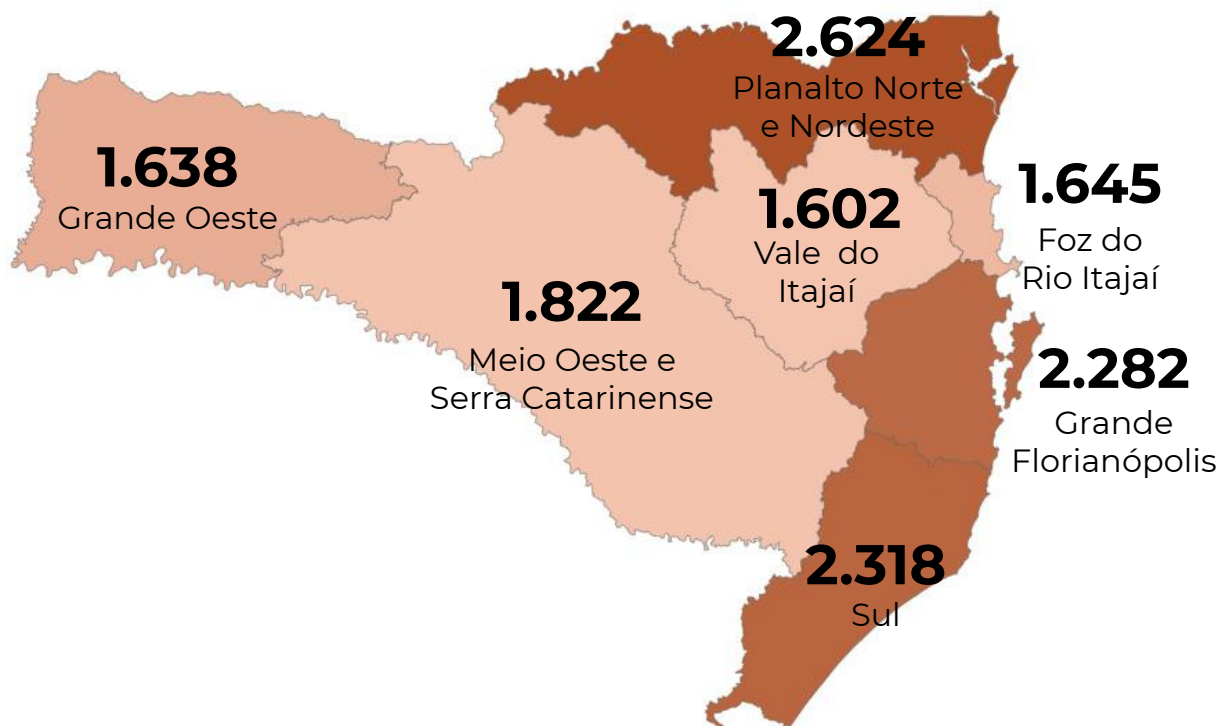 2.624
Planalto Norte
e Nordeste
1.638
Grande Oeste
1.645
Foz do
Rio Itajaí
1.602
Vale do
Itajaí
1.822
Meio Oeste e
Serra Catarinense
2.282
Grande
Florianópolis
2.318
Sul